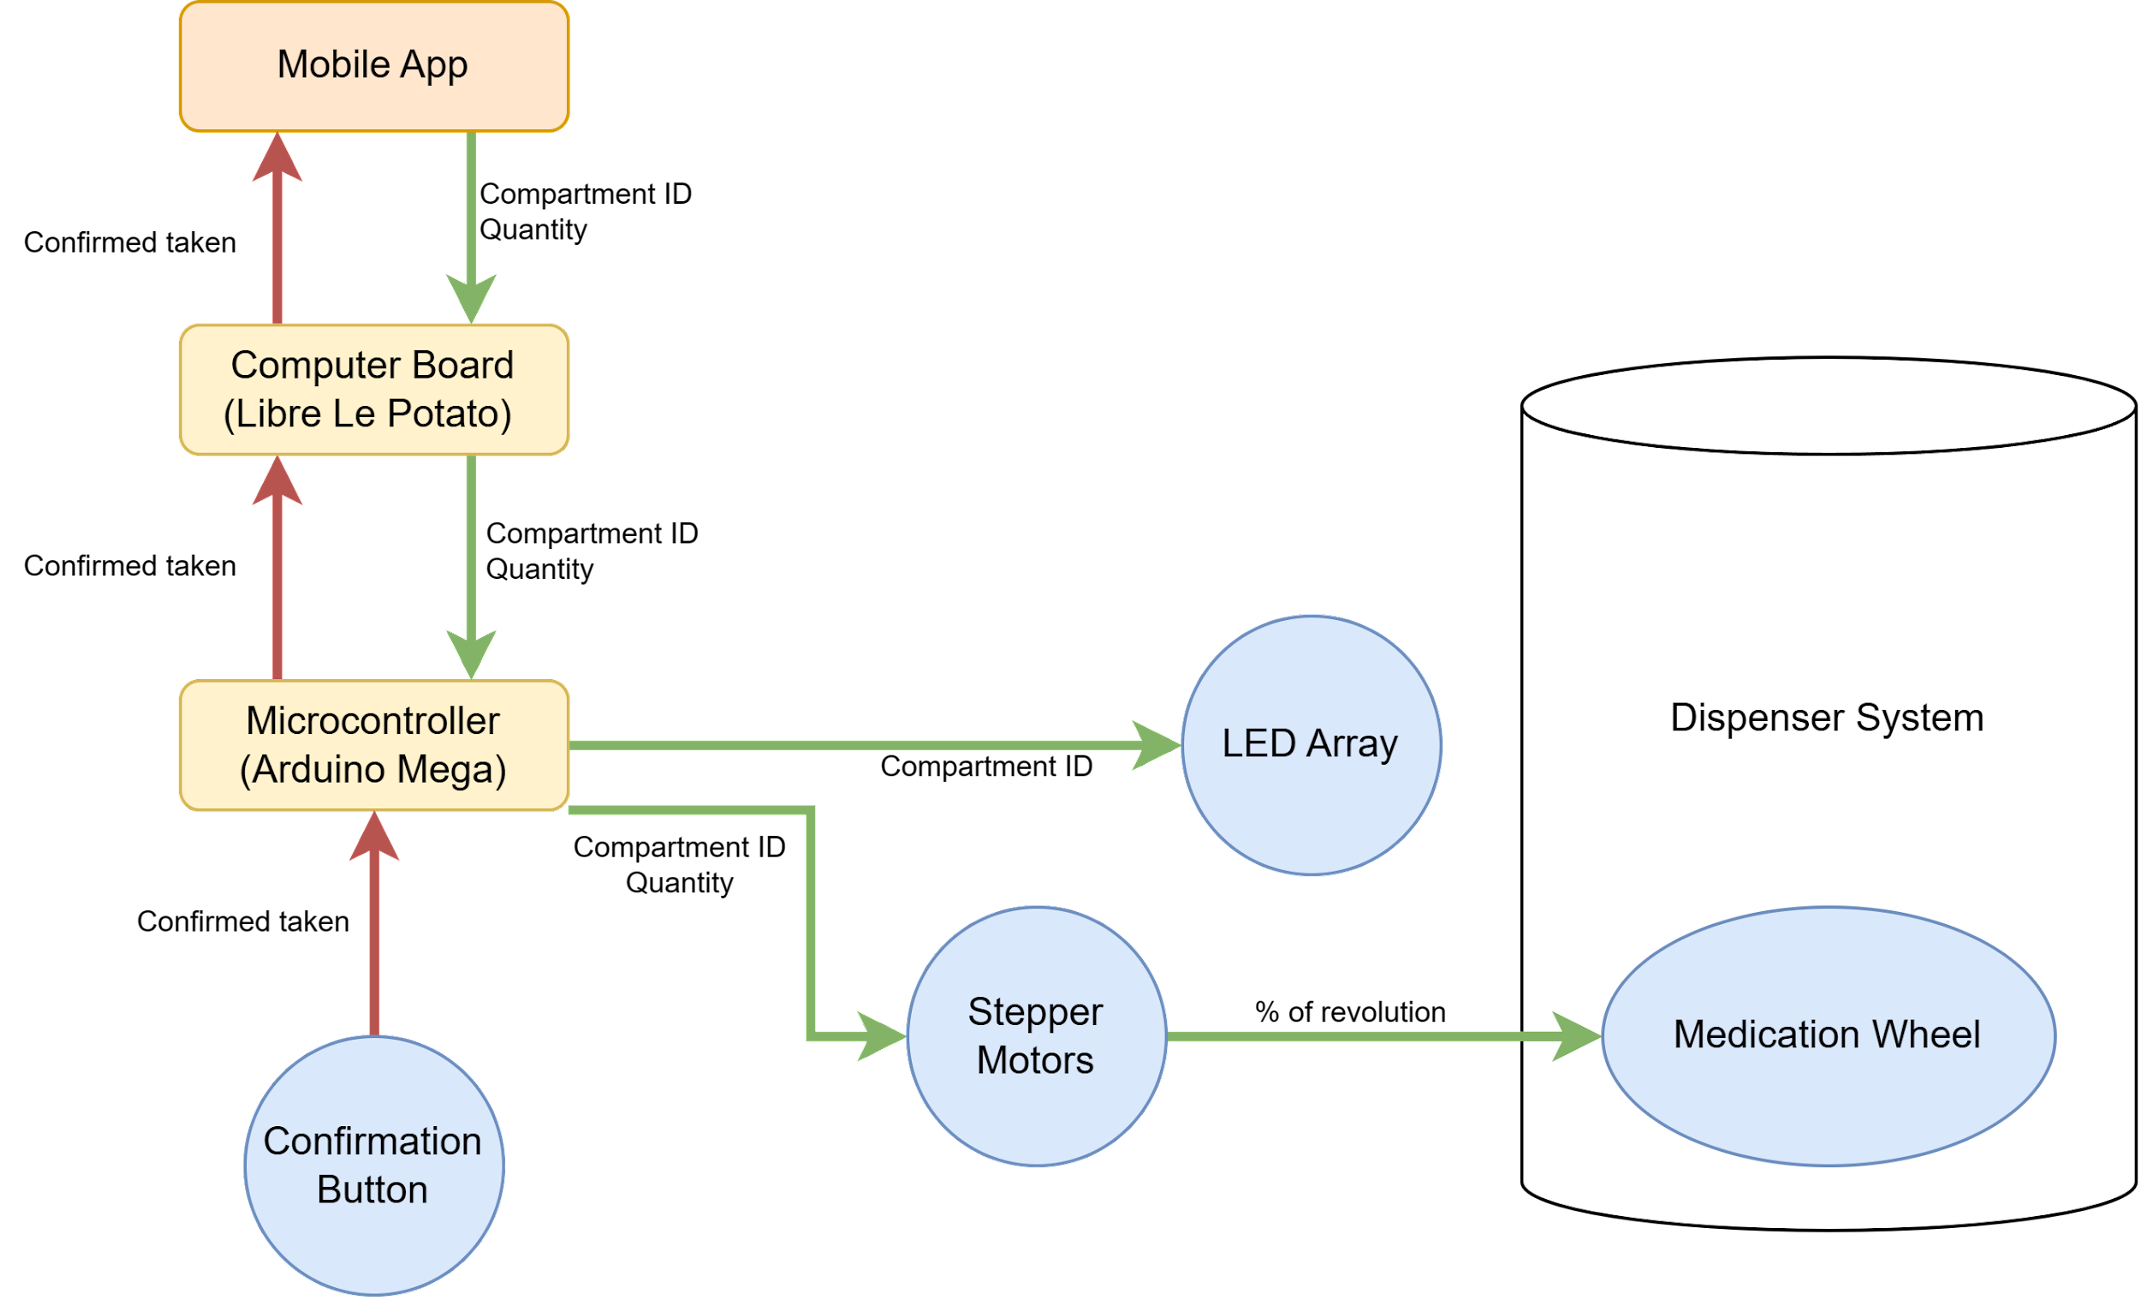 Mobile App
Compartment ID
Quantity
Confirmed taken
Computer Board
(Libre Le Potato)
Compartment ID
Quantity
Confirmed taken
Microcontroller
(Arduino Mega)
Compartment ID
LED Array
Dispenser System
Compartment ID
Quantity
Confirmed taken
Stepper
Motors
% of revolution
Medication Wheel
Confirmation
Button